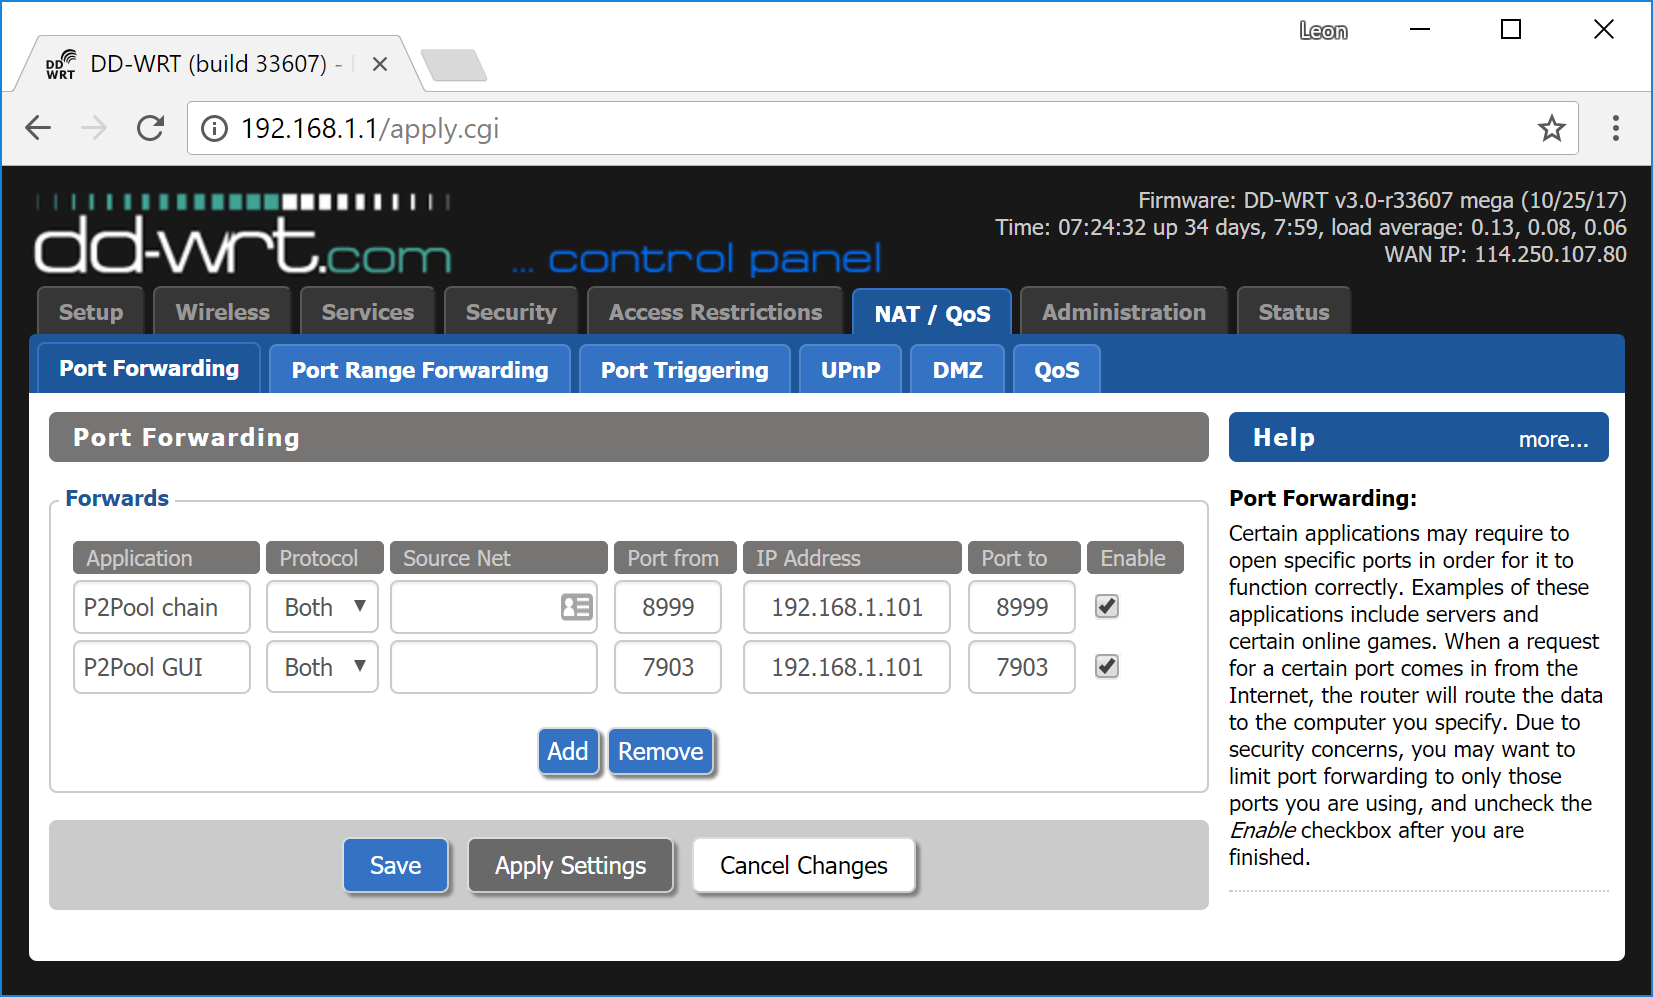 Leon
DD WRT DD-WRT (build 33607) -
192.168.1.1/apply.cgi
dd-wrt.com ... control panel
Firmware: DD-WRT v3.0-r33607 mega (10/25/17)
Time: 07:24:32 up 34 days, 7:59, load average: 0.13, 0.08, 0.06
WAN IP: 114.250.107.80
Setup Wireless Services Security Access Restrictions NAT / QoS Administration Status
Port Forwarding Port Range Forwarding Port Triggering UPnP DMZ QoS
Port Forwarding
Forwards
Application Protocol Source Net Port from IP Address Port to Enable
P2Pool chain Both 8999 192.168.1.101 8999
P2Pool GUI Both 7903 192.168.1.101 7903
Add Remove
Save Apply Settings Cancel Changes
Help more...
Port Forwarding:
Certain applications may require to
open specific ports in order for it to
function correctly. Examples of these
applications include servers and
certain online games. When a request
for a certain port comes in from the
Internet, the router will route the data
to the computer you specify. Due to
security concerns, you may want to
limit port forwarding to only those
ports you are using, and uncheck the
Enable checkbox after you are
finished.